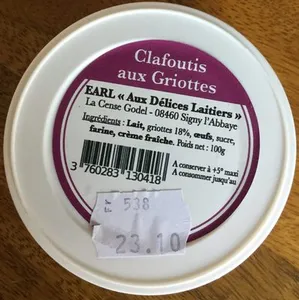 Clafoutis
aux Griottes
EARL « Aux Délices Laitiers »
La Cense Godel - 08460 Signy l'Abbaye
Ingrédients : Lait, griottes 18%, œufs, sucre,
farine, crème fraîche. Poids net : 100g
3 760283 130418
A conserver à +5° maxi
A consommer jusqu'au
538
23.10